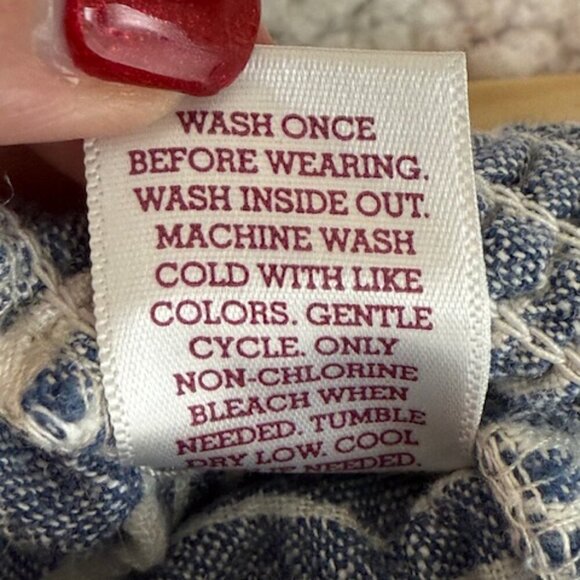 WASH ONCE
BEFORE WEARING.
WASH INSIDE OUT.
MACHINE WASH
COLD WITH LIKE
COLORS. GENTLE
CYCLE. ONLY
NON-CHLORINE
BLEACH WHEN
NEEDED. TUMBLE
DRY LOW. COOL
NEEDED.